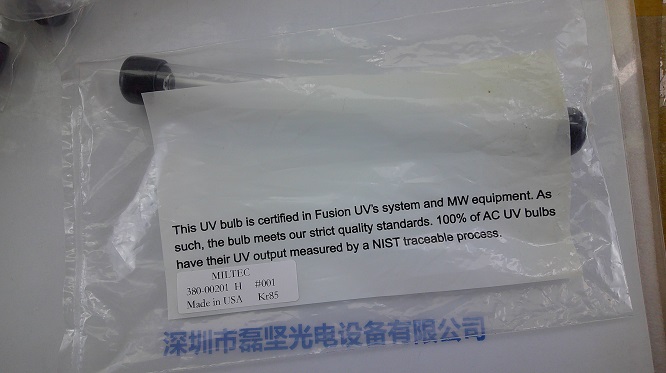 This UV bulb is certified in Fusion UV's system and MW equipment. As
such, the bulb meets our strict quality standards. 100% of AC UV bulbs
have their UV output measured by a NIST traceable process.
MILTEC
380-00201 H #001
Made in USA Kr85
深圳市磊坚光电设备有限公司